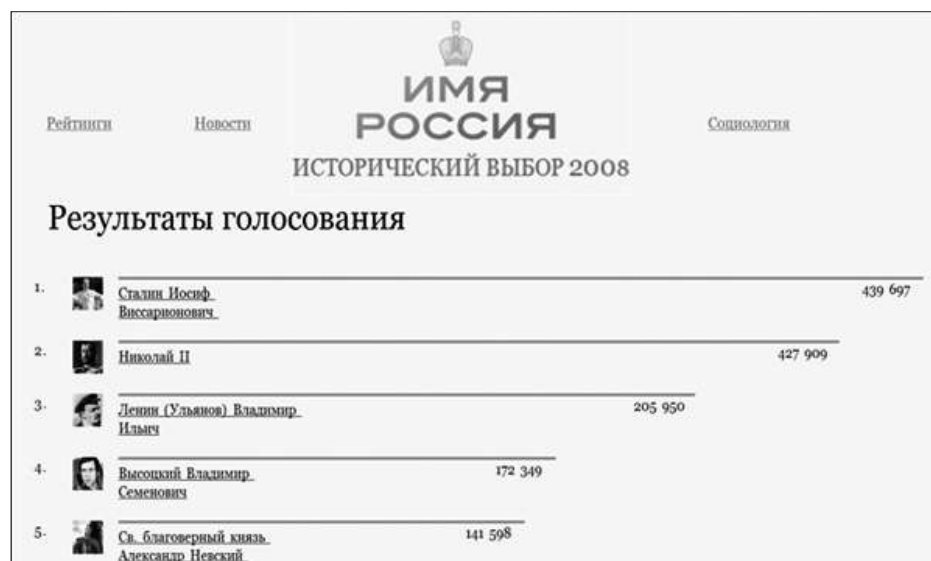 ИМЯ
РОССИЯ
Рейтинги Новости Социология
ИСТОРИЧЕСКИЙ ВЫБОР 2008
Результаты голосования
1. Сталин Иосиф 439 697
Виссарионович
2. Николай II 427 909
3. Ленин (Ульянов) Владимир 205 950
Ильич
4. Высоцкий Владимир 172 349
Семенович
5. Св. благоверный князь 141 598
Александр Невский